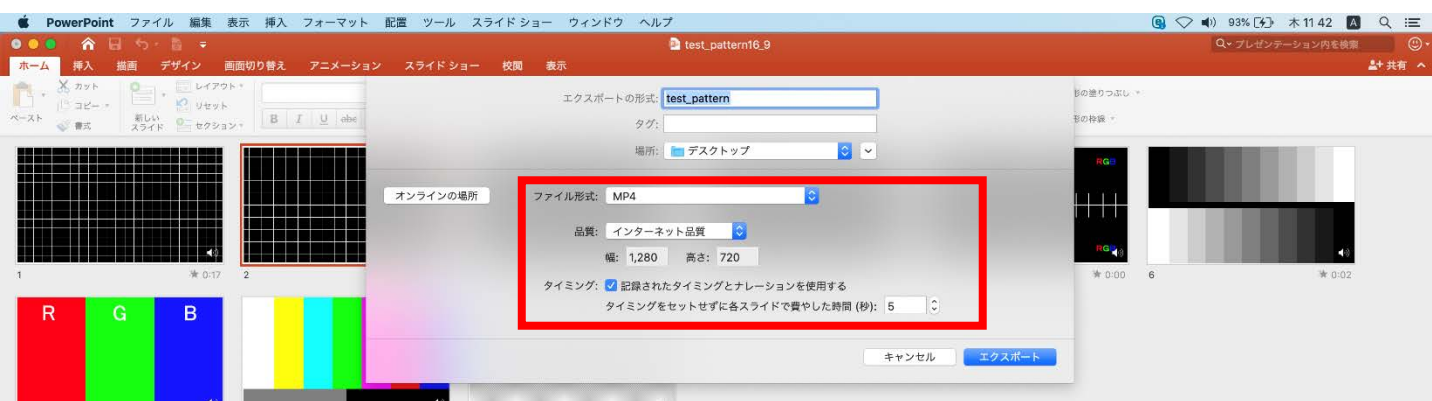 PowerPoint ファイル 編集 表示 挿入 フォーマット 配置 ツール スライド ショー ウィンドウ ヘルプ 93% 木 11 42 A
test_pattern16_9 プレゼンテーション内を検索
ホーム 挿入 描画 デザイン 画面切り替え アニメーション スライド ショー 校閲 表示 共有
ペースト カット コピー 書式 新しい スライド レイアウト リセット セクション B I U abc
形の塗りつぶし
形の枠線
エクスポートの形式: test_pattern
タグ:
場所: デスクトップ
オンラインの場所 ファイル形式: MP4
品質: インターネット品質
幅: 1,280 高さ: 720
タイミング: 記録されたタイミングとナレーションを使用する
タイミングをセットせずに各スライドで費やした時間 (秒): 5
キャンセル エクスポート
RGB
RGB
1 0:17 2 0:00 6 0:02
R G B